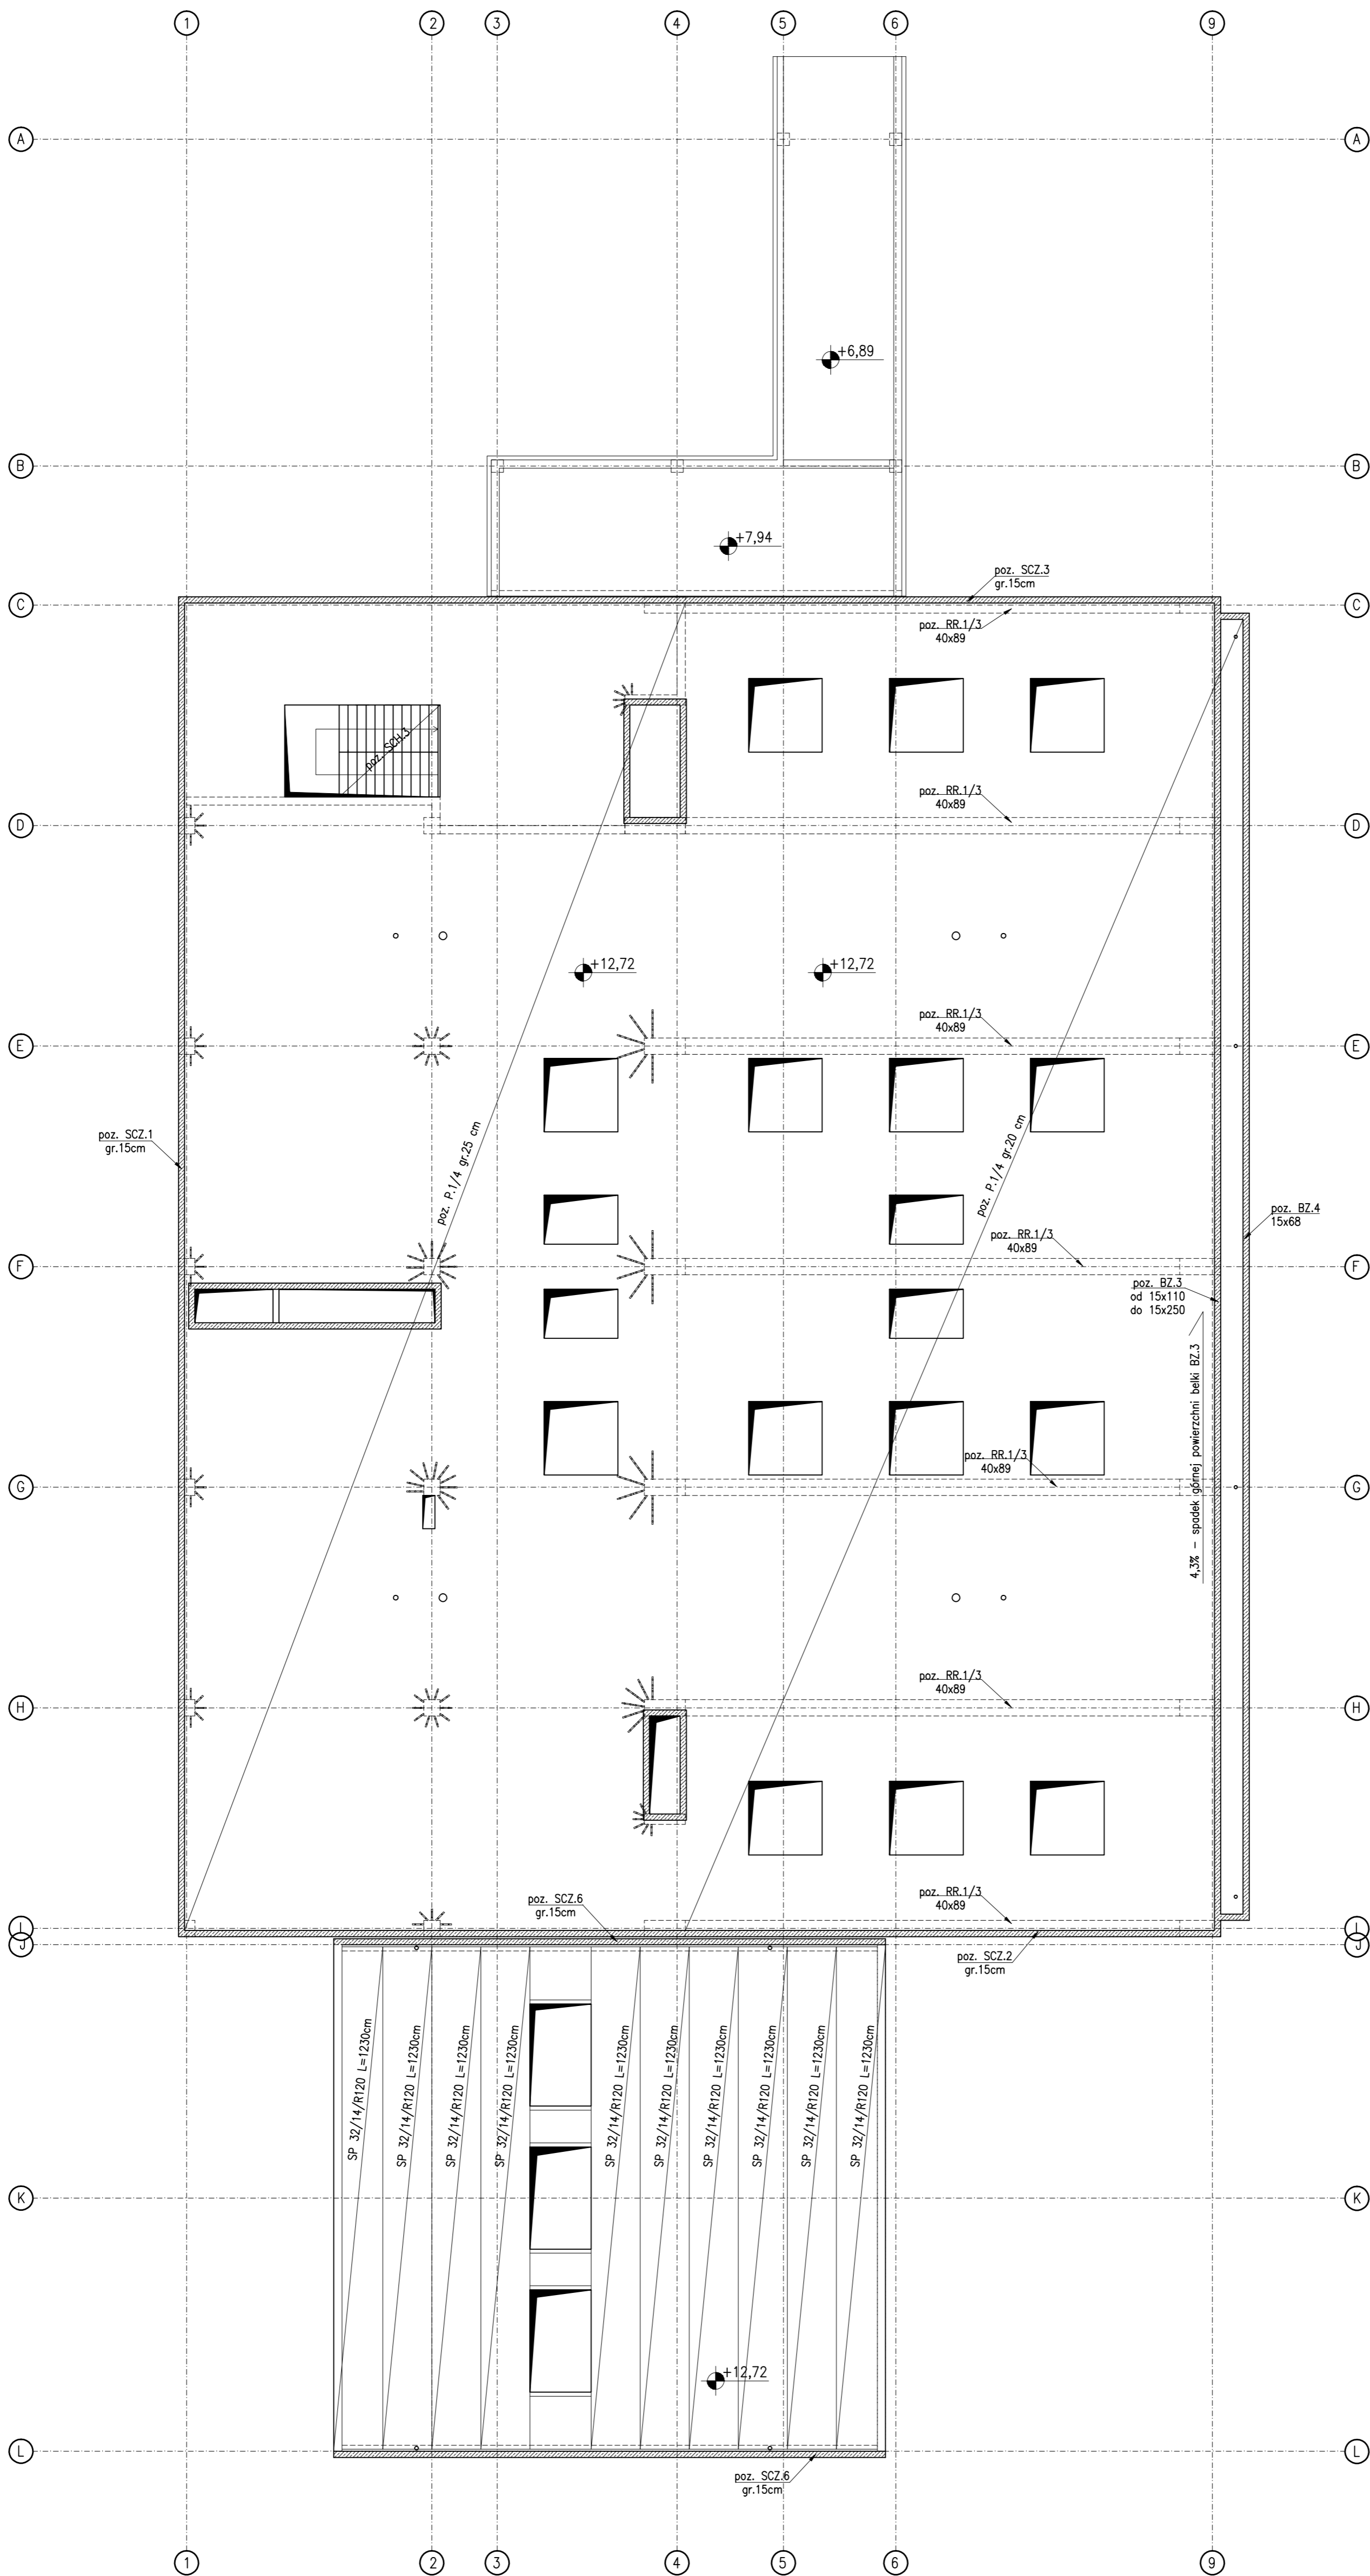 1 2 3 4 5 6 9
A A
+6,89
B B
+7,94
poz. SCZ.3
gr.15cm
C C
poz. RR.1/3
40x89
poz. SCH.3
poz. RR.1/3
40x89
D D
+12,72 +12,72
poz. RR.1/3
40x89
E E
poz. SCZ.1
gr.15cm
poz. P.1/4 gr.25 cm
poz. P.1/4 gr.20 cm
poz. BZ.4
15x68
poz. RR.1/3
40x89
F F
poz. BZ.3
od 15x110
do 15x250
4,3% – spadek górnej powierzchni belki BZ.3
poz. RR.1/3
40x89
G G
poz. RR.1/3
40x89
H H
poz. RR.1/3
40x89
poz. SCZ.6
gr.15cm
I I
J J
poz. SCZ.2
gr.15cm
SP 32/14/R120 L=1230cm
SP 32/14/R120 L=1230cm
SP 32/14/R120 L=1230cm
SP 32/14/R120 L=1230cm
SP 32/14/R120 L=1230cm
SP 32/14/R120 L=1230cm
SP 32/14/R120 L=1230cm
SP 32/14/R120 L=1230cm
SP 32/14/R120 L=1230cm
SP 32/14/R120 L=1230cm
K K
+12,72
L L
poz. SCZ.6
gr.15cm
1 2 3 4 5 6 9